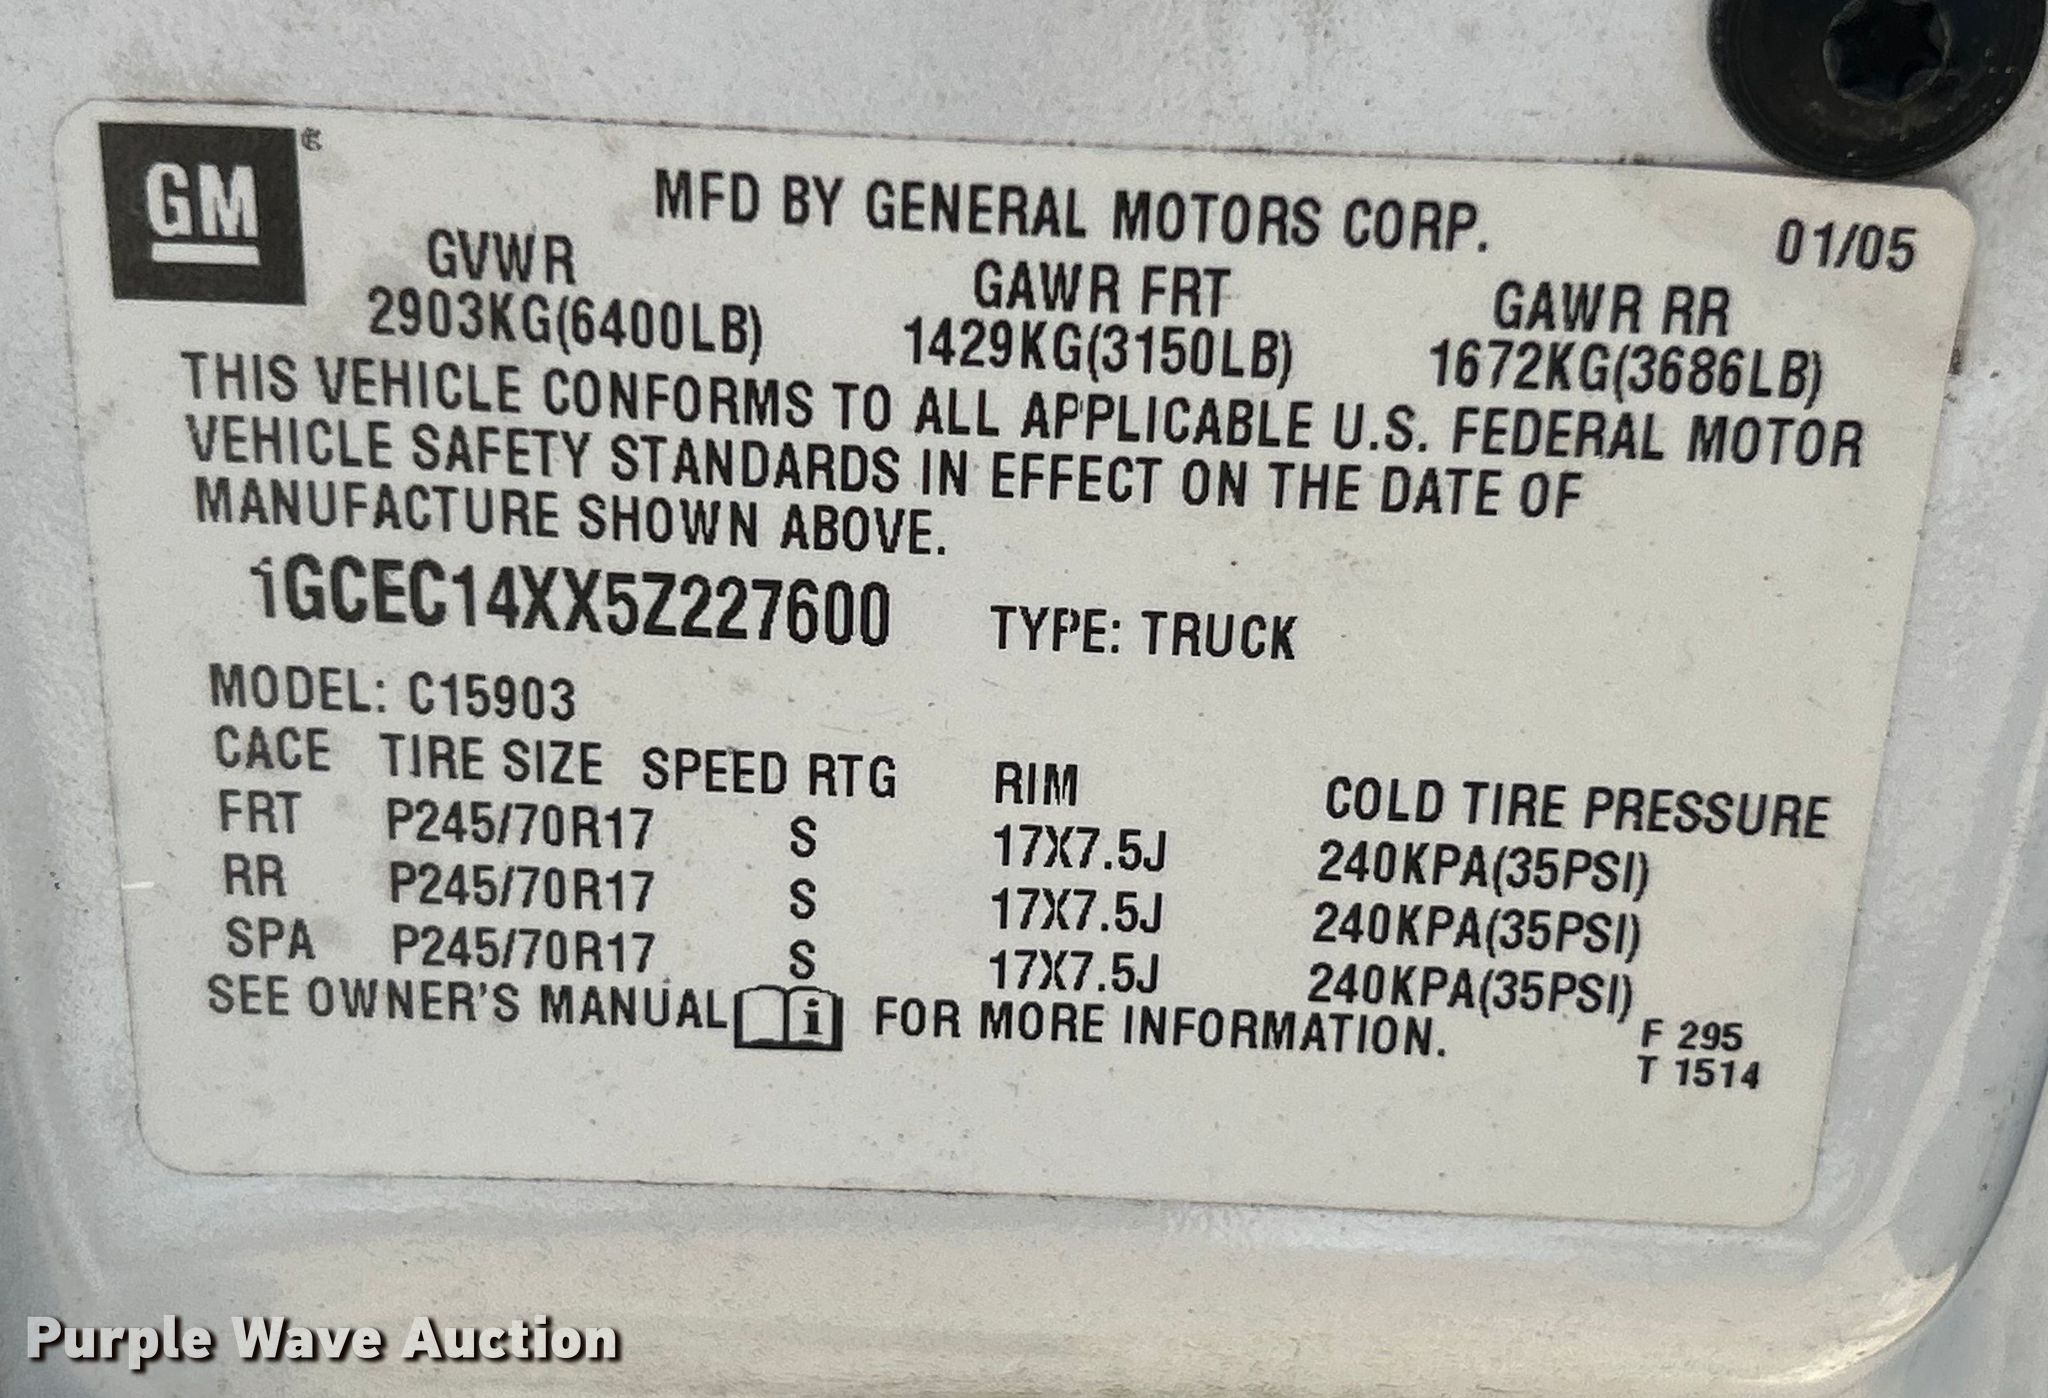 GM
MFD BY GENERAL MOTORS CORP. 01/05
GVWR GAWR FRT GAWR RR
2903KG(6400LB) 1429KG(3150LB) 1672KG(3686LB)
THIS VEHICLE CONFORMS TO ALL APPLICABLE U.S. FEDERAL MOTOR
VEHICLE SAFETY STANDARDS IN EFFECT ON THE DATE OF
MANUFACTURE SHOWN ABOVE.
1GCEC14XX5Z227600 TYPE: TRUCK
MODEL: C15903
CACE TIRE SIZE SPEED RTG RIM COLD TIRE PRESSURE
FRT P245/70R17 S 17X7.5J 240KPA(35PSI)
RR P245/70R17 S 17X7.5J 240KPA(35PSI)
SPA P245/70R17 S 17X7.5J 240KPA(35PSI)
SEE OWNER'S MANUAL i FOR MORE INFORMATION.
F 295
T 1514
Purple Wave Auction